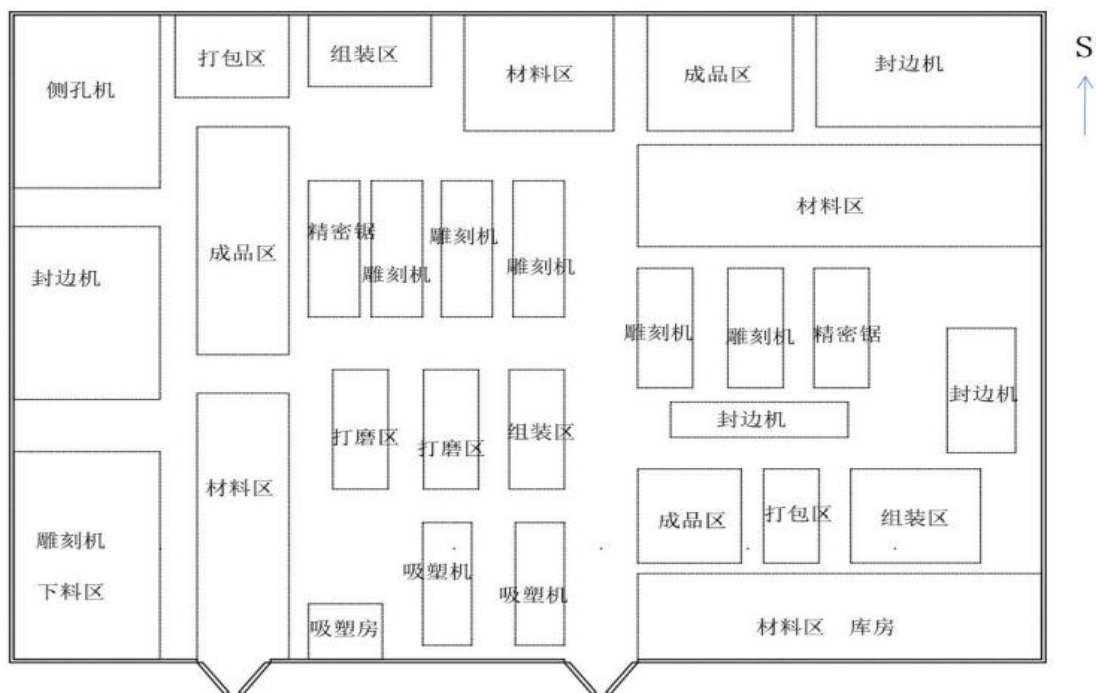 侧孔机
打包区
组装区
材料区
成品区
封边机
S
材料区
封边机
成品区
精密锯
雕刻机
雕刻机
雕刻机
雕刻机
雕刻机
精密锯
封边机
封边机
打磨区
打磨区
组装区
材料区
雕刻机
下料区
成品区
打包区
组装区
吸塑机
吸塑机
吸塑房
材料区 库房